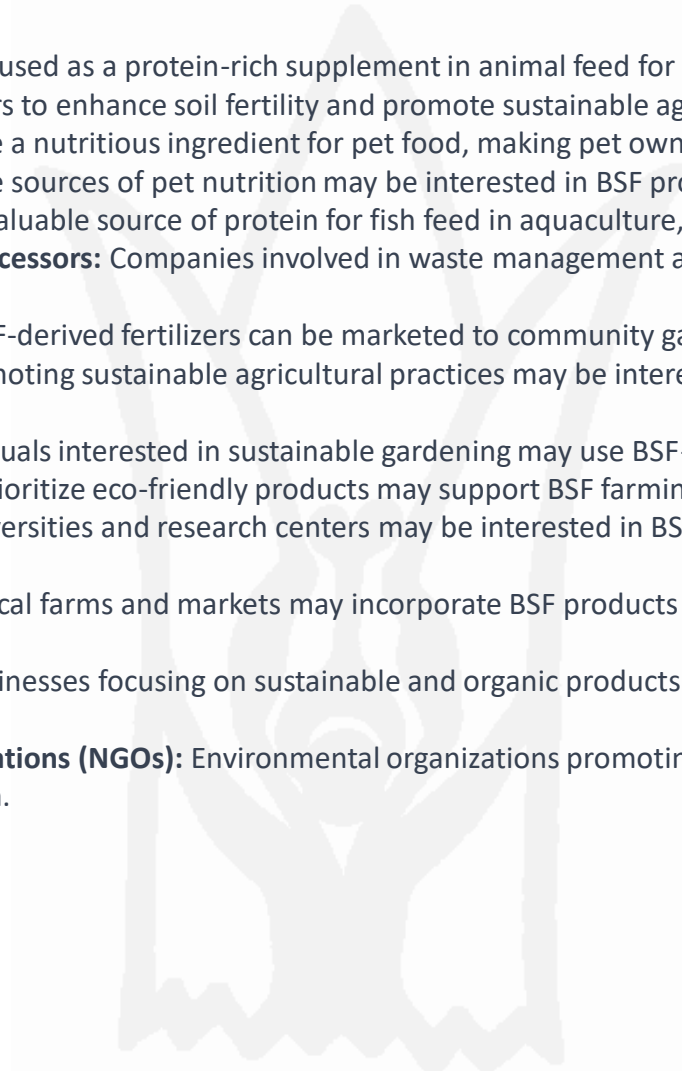 used as a protein-rich supplement in animal feed for
rs to enhance soil fertility and promote sustainable ag
e a nutritious ingredient for pet food, making pet own
e sources of pet nutrition may be interested in BSF pro
aluable source of protein for fish feed in aquaculture,
cessors: Companies involved in waste management a
F-derived fertilizers can be marketed to community ga
noting sustainable agricultural practices may be intere
uals interested in sustainable gardening may use BSF-
ioritize eco-friendly products may support BSF farmin
versities and research centers may be interested in BS
cal farms and markets may incorporate BSF products
inesses focusing on sustainable and organic products
ations (NGOs): Environmental organizations promotin
n.